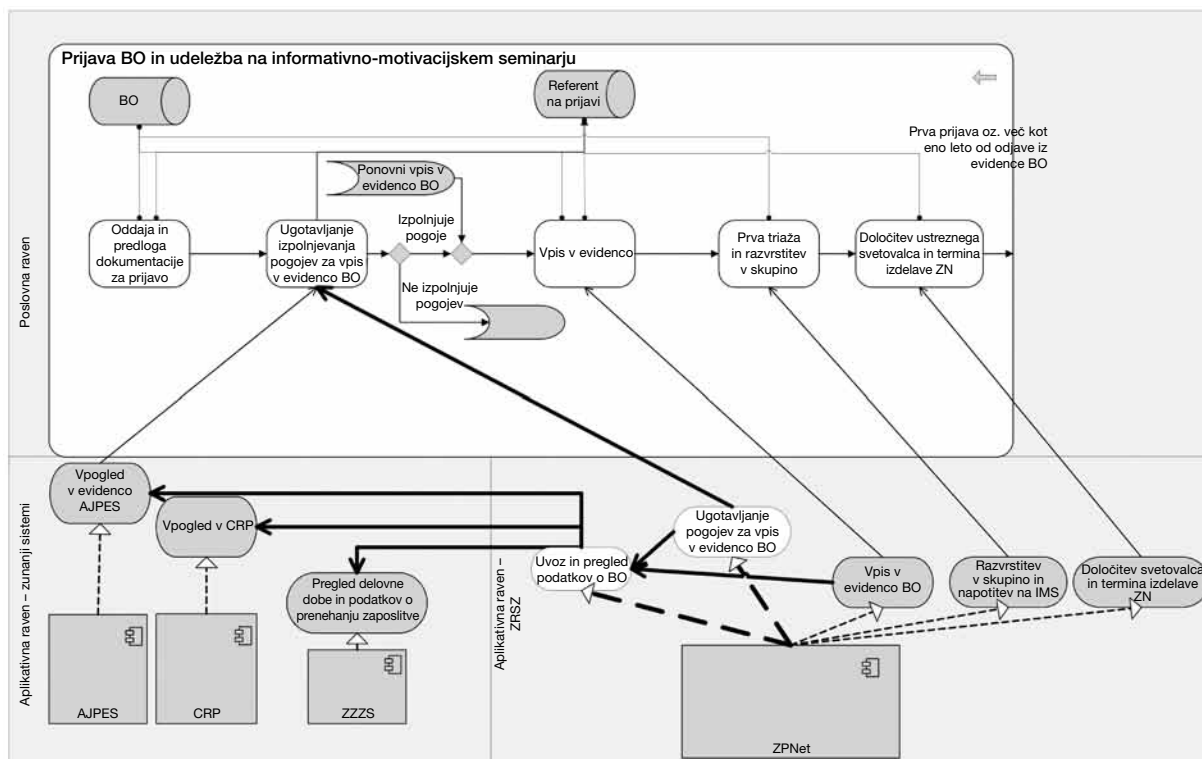 Prijava BO in udeležba na informativno-motivacijskem seminarju
BO
Referent
na prijavi
Prva prijava oz. več kot
eno leto od odjave iz
evidence BO
Ponovni vpis v
evidenco BO
Izpolnjuje
pogoje
Oddaja in
predloga
dokumentacije
za prijavo
Ugotavljanje
izpolnjevanja
pogojev za vpis
v evidenco BO
Vpis v evidenco
Prva triaža
in razvrstitev
v skupino
Določitev ustreznega
svetovalca in termina
izdelave ZN
Ne izpolnjuje
pogojev
Poslovna raven
Vpogled
v evidenco
AJPES
Vpogled v CRP
Pregled delovne
dobe in podatkov o
prenehanju zaposlitve
Ugotavljanje
pogojev za vpis
v evidenco BO
Uvoz in pregled
podatkov o BO
Vpis v
evidenco BO
Razvrstitev
v skupino in
napotitev na IMS
Določitev svetovalca
in termina izdelave
ZN
Aplikativna raven – zunanji sistemi
Aplikativna raven –
ZRSZ
AJPES
CRP
ZZZS
ZPNet